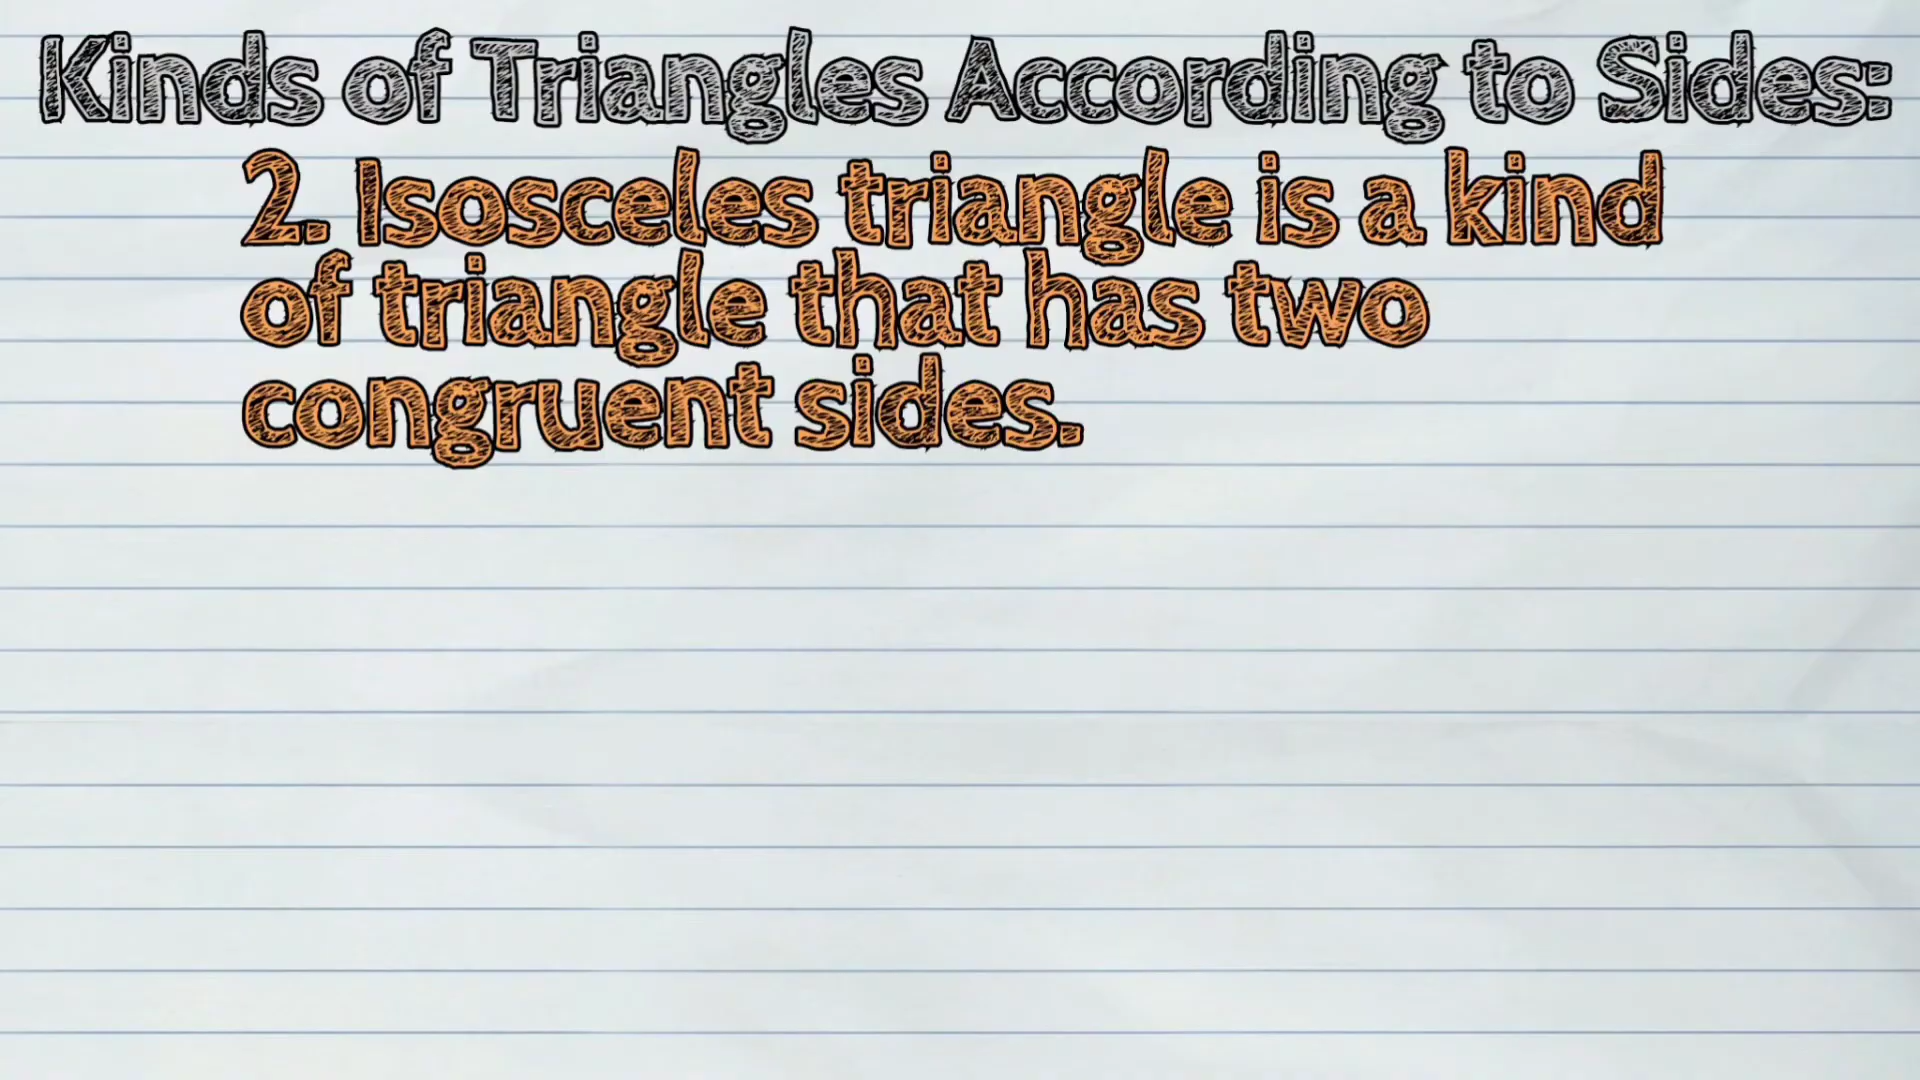 Kinds of Triangles According to Sides:
2. Isosceles triangle is a kind
of triangle that has two
congruent sides.